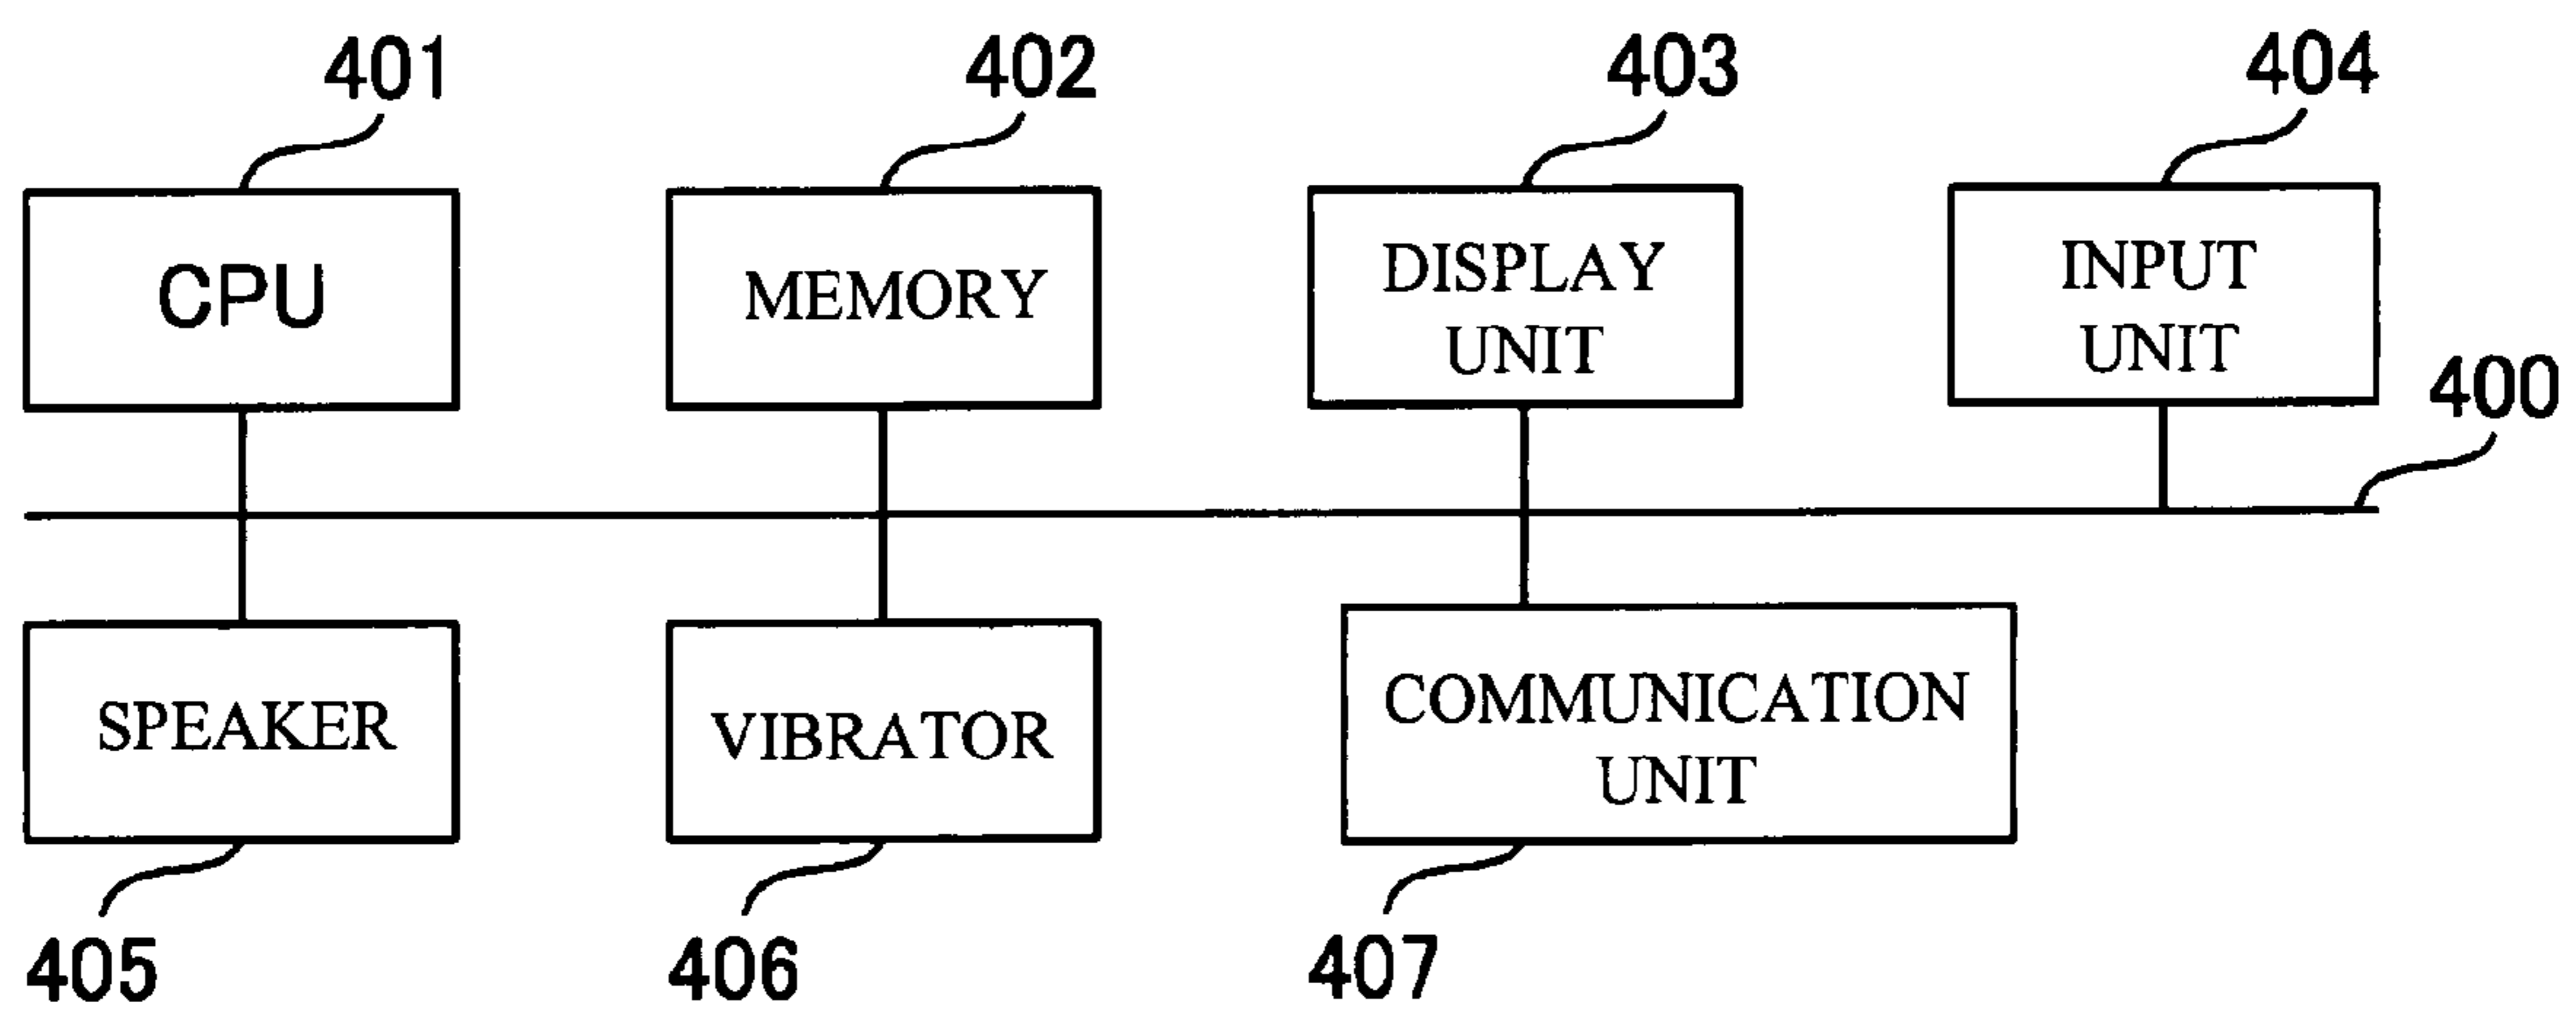 401
402
403
404
CPU
MEMORY
DISPLAY
UNIT
INPUT
UNIT
400
SPEAKER
VIBRATOR
COMMUNICATION
UNIT
405
406
407